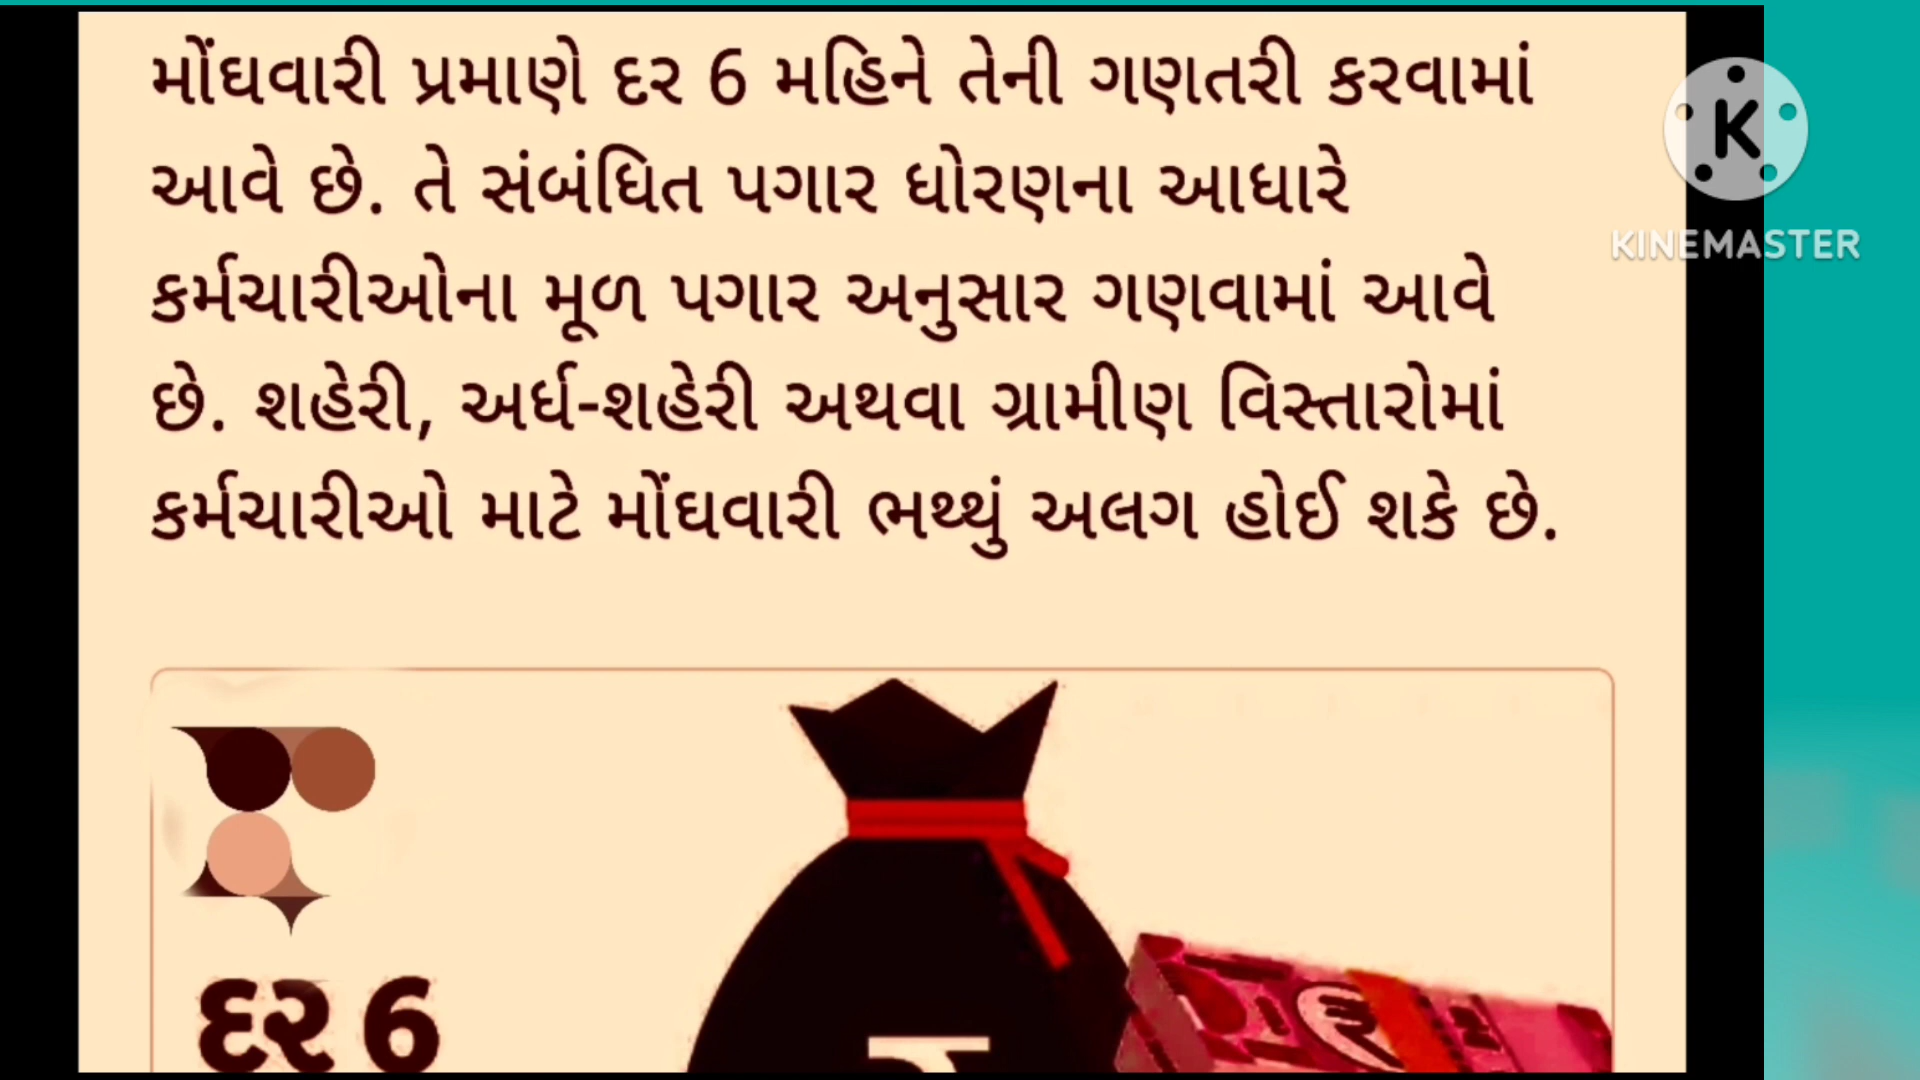 મોંઘવારી પ્રમાણે દર 6 મહિને તેની ગણતરી કરવામાં
આવે છે. તે સંબંધિત પગાર ધોરણના આધારે
કર્મચારીઓના મૂળ પગાર અનુસાર ગણવામાં આવે
છે. શહેરી, અર્ધ-શહેરી અથવા ગ્રામીણ વિસ્તારોમાં
કર્મચારીઓ માટે મોંઘવારી ભથ્થું અલગ હોઈ શકે છે.
K
KINEMASTER
દર 6
₹